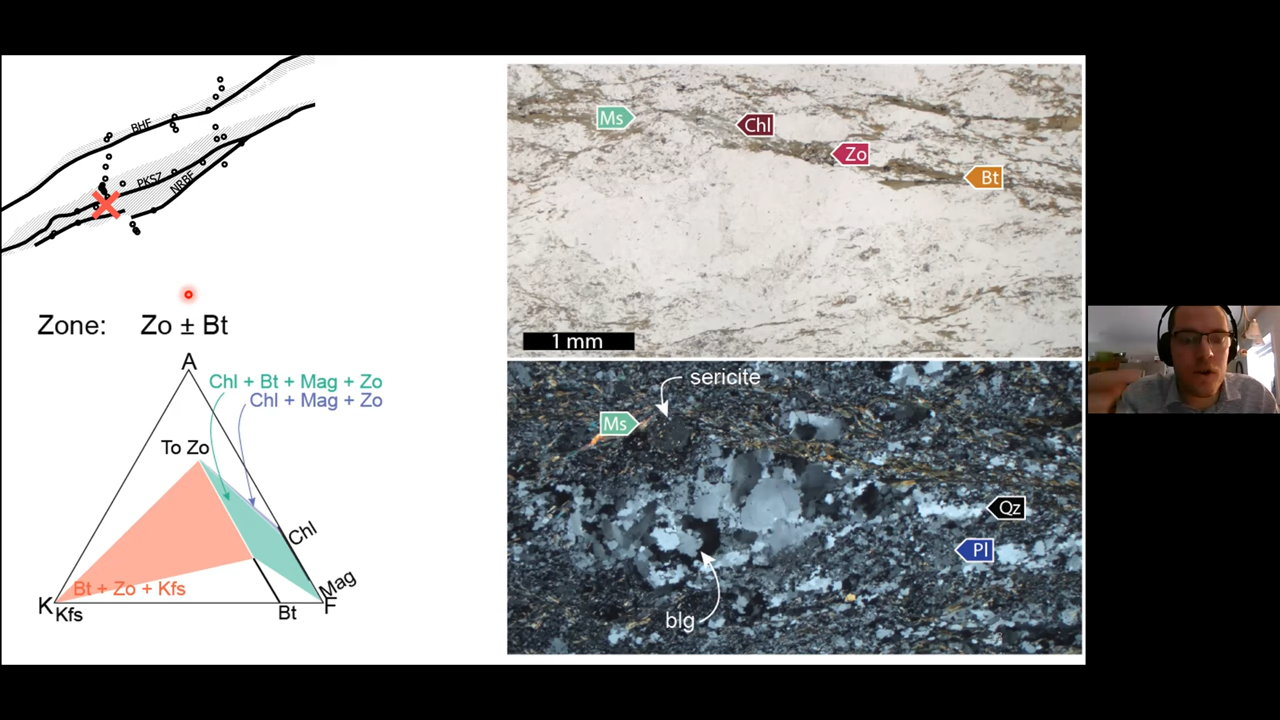 BHF
PKSZ
NRBF
Zone: Zo ± Bt
A
Chl + Bt + Mag + Zo
Chl + Mag + Zo
To Zo
Chl
Mag
Bt + Zo + Kfs
K
Kfs
Bt
F
Ms
Chl
Zo
Bt
1 mm
sericite
Ms
Qz
Pl
blg